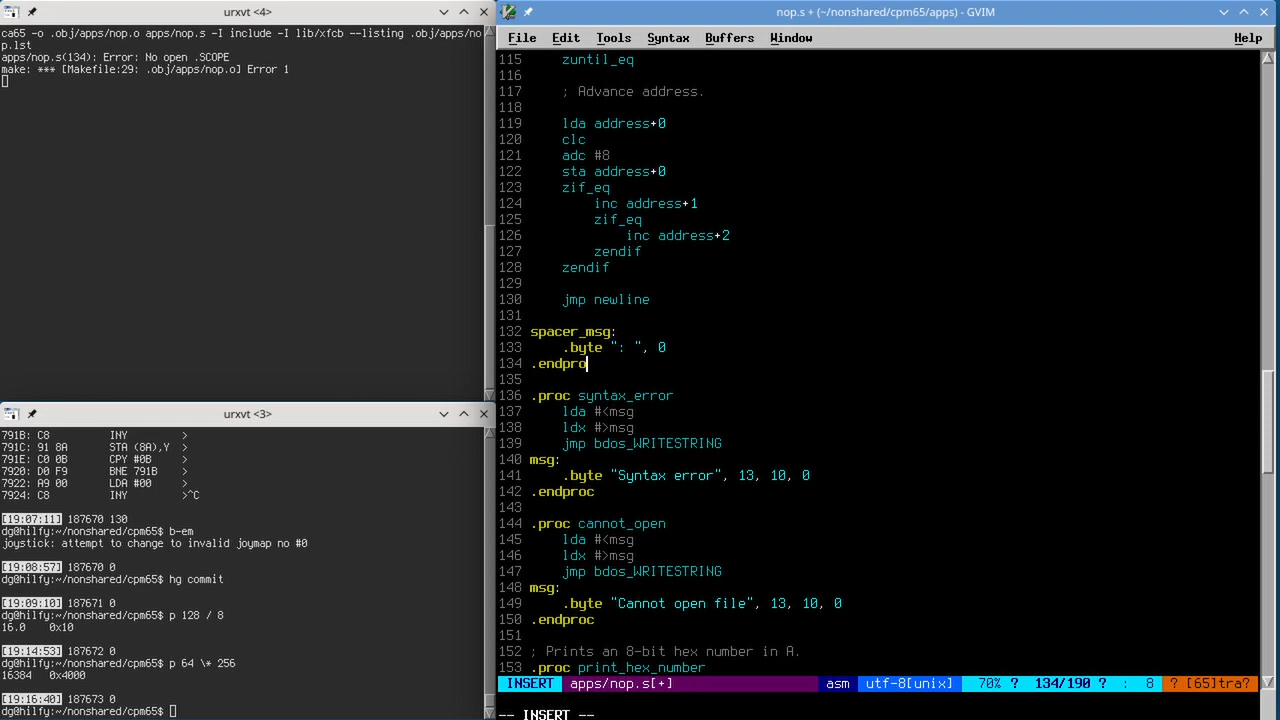 urxvt <4>
ca65 -o .obj/apps/nop.o apps/nop.s -I include -I lib/xfcb --listing .obj/apps/no
p.lst
apps/nop.s(134): Error: No open .SCOPE
make: *** [Makefile:29: .obj/apps/nop.o] Error 1
urxvt <3>
791B: C8 INY >
791C: 91 8A STA (8A),Y >
791E: C0 0B CPY #0B >
7920: D0 F9 BNE 791B >
7922: A9 00 LDA #00 >
7924: C8 INY >^C
[19:07:11] 187670 130
dg@hilfy:~/nonshared/cpm65$ b-em
joystick: attempt to change to invalid joymap no #0
[19:08:57] 187670 0
dg@hilfy:~/nonshared/cpm65$ hg commit
[19:09:10] 187671 0
dg@hilfy:~/nonshared/cpm65$ p 128 / 8
16.0 0x10
[19:14:53] 187672 0
dg@hilfy:~/nonshared/cpm65$ p 64 \* 256
16384 0x4000
[19:16:40] 187673 0
dg@hilfy:~/nonshared/cpm65$
nop.s + (~/nonshared/cpm65/apps) - GVIM
File Edit Tools Syntax Buffers Window Help
115 zuntil_eq
116
117 ; Advance address.
118
119 lda address+0
120 clc
121 adc #8
122 sta address+0
123 zif_eq
124 inc address+1
125 zif_eq
126 inc address+2
127 zendif
128 zendif
129
130 jmp newline
131
132 spacer_msg:
133 .byte ": ", 0
134 .endpro
135
136 .proc syntax_error
137 lda #<msg
138 ldx #>msg
139 jmp bdos_WRITESTRING
140 msg:
141 .byte "Syntax error", 13, 10, 0
142 .endproc
143
144 .proc cannot_open
145 lda #<msg
146 ldx #>msg
147 jmp bdos_WRITESTRING
148 msg:
149 .byte "Cannot open file", 13, 10, 0
150 .endproc
151
152 ; Prints an 8-bit hex number in A.
153 .proc print_hex_number
INSERT apps/nop.s[+] asm utf-8[unix] 70% ? 134/190 ? : 8 ? [65]tra?
-- INSERT --